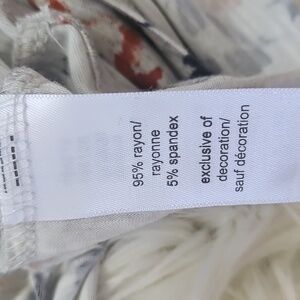 95% rayon/
rayonne
5% spandex
exclusive of
decoration/
sauf décoration